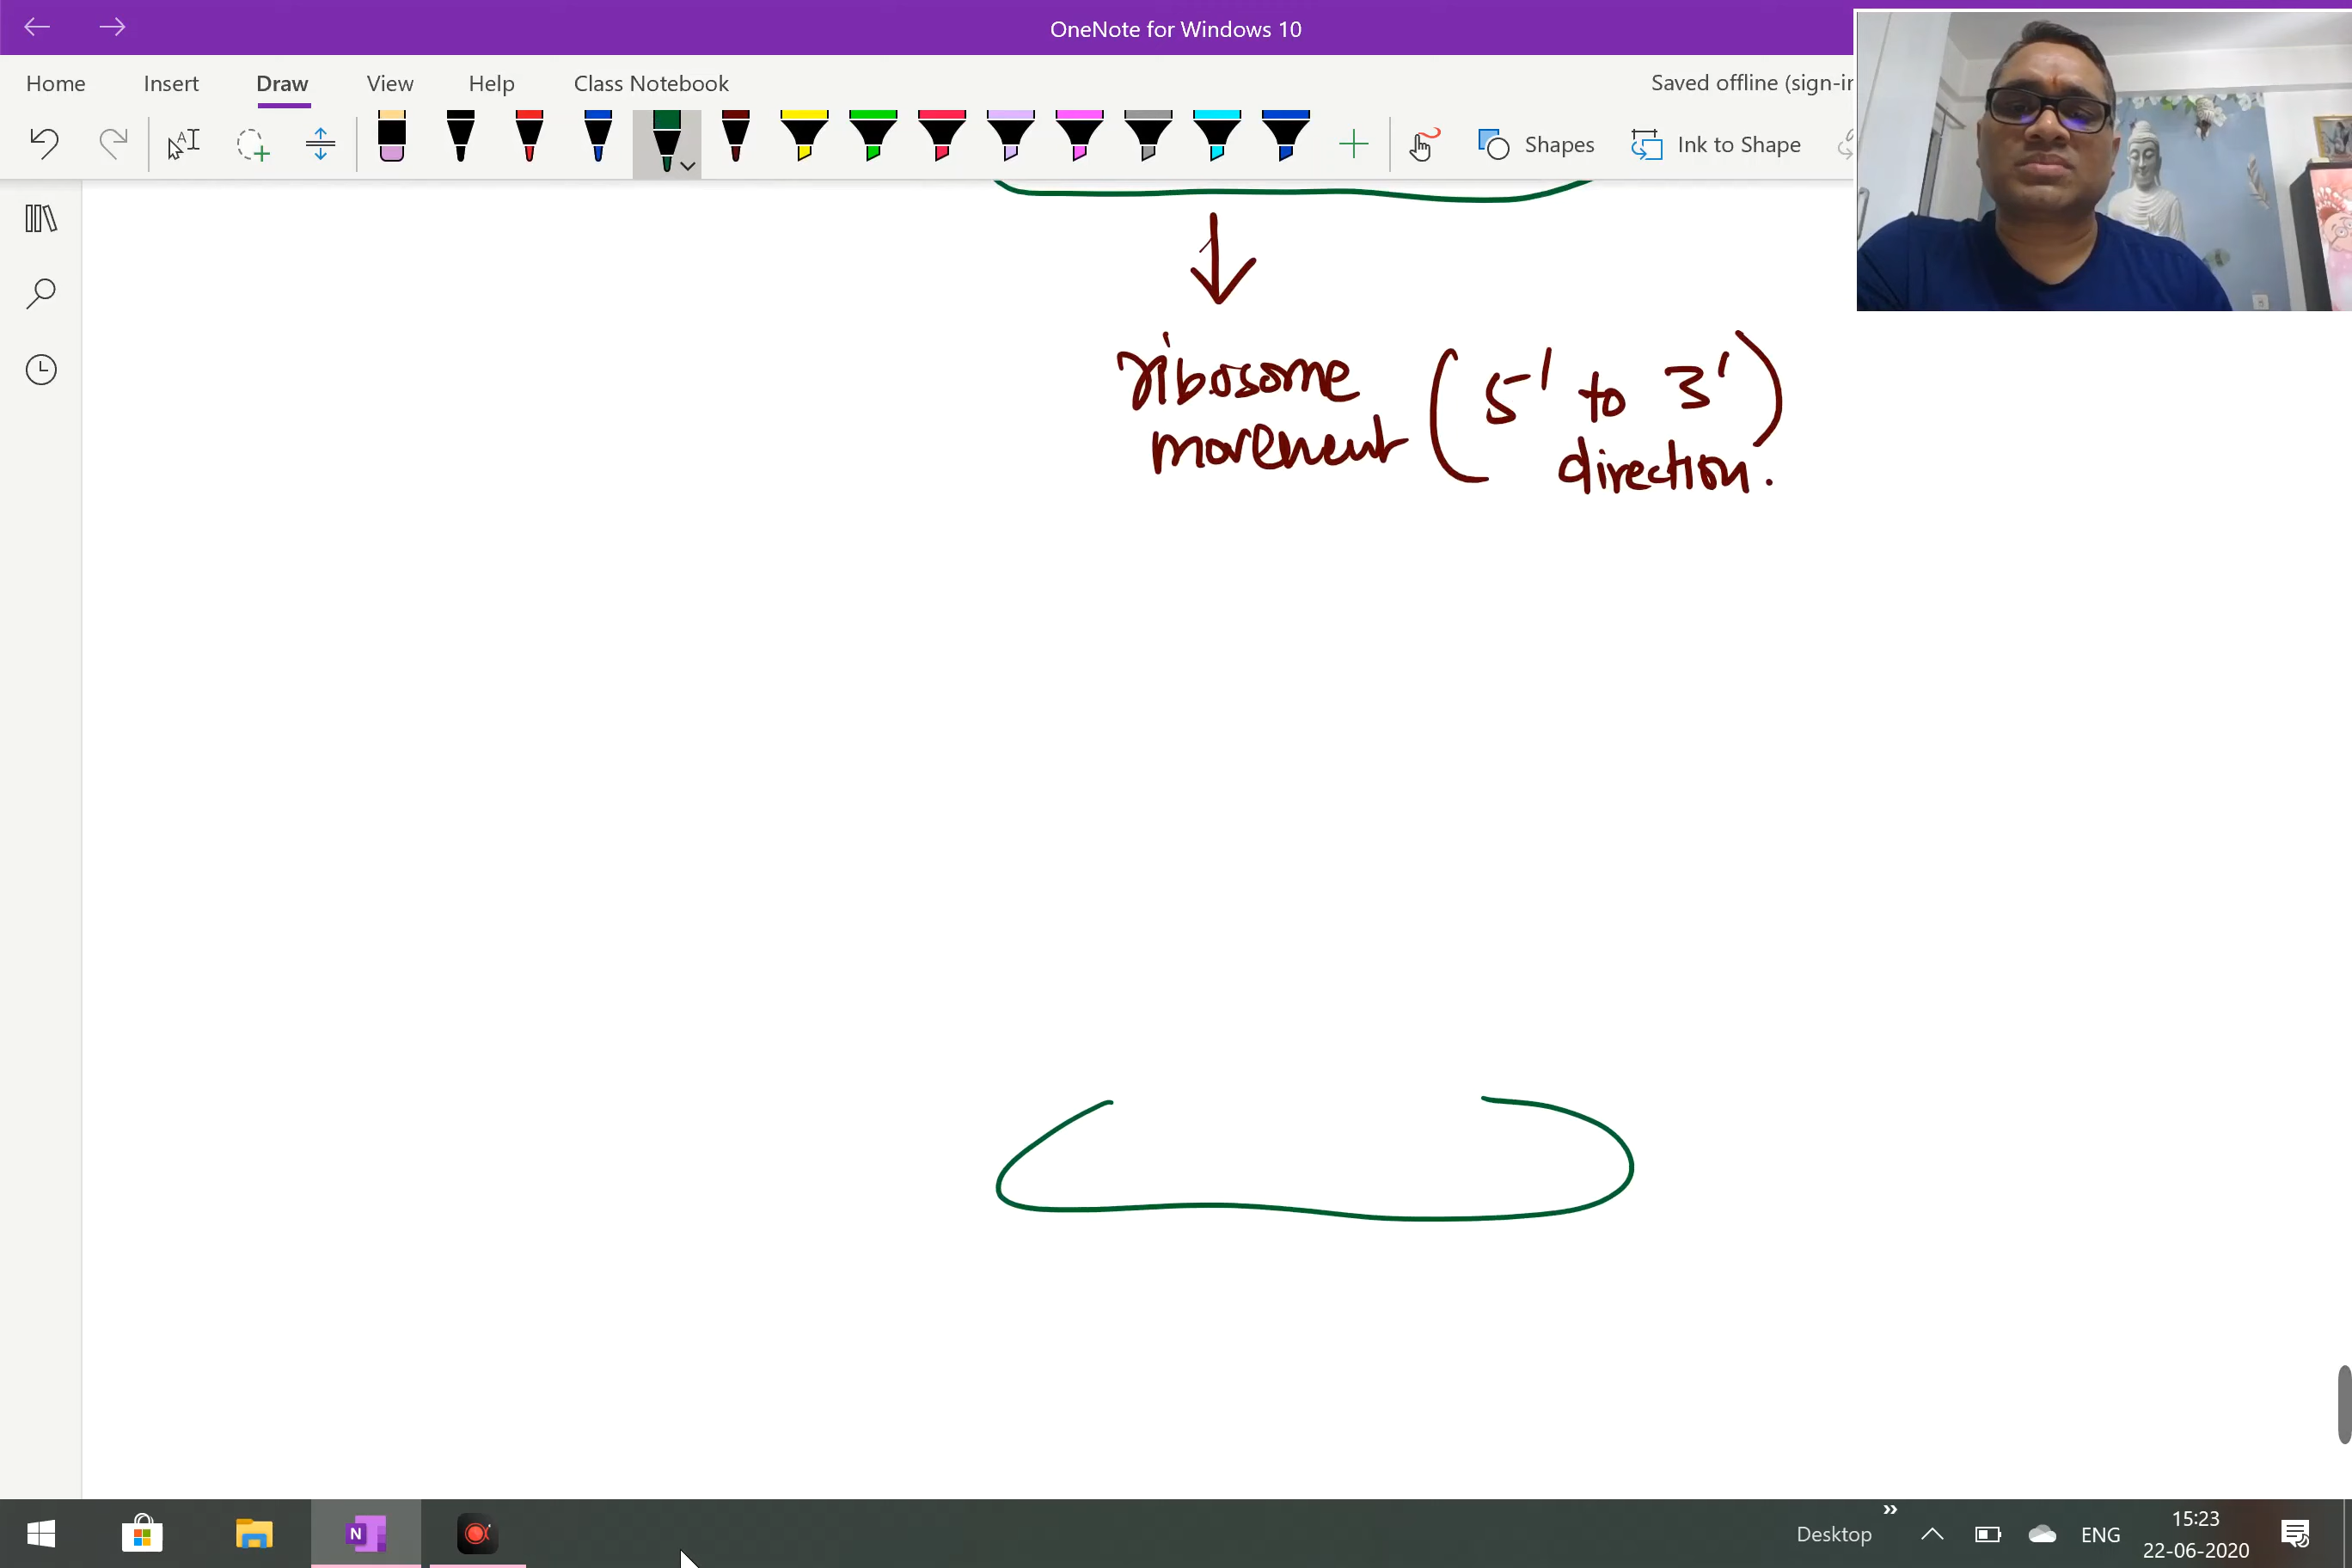 OneNote for Windows 10
Home Insert Draw View Help Class Notebook Saved offline (sign-in
Shapes Ink to Shape
ribosome
movement ( 5' to 3' )
direction.
Desktop ENG 15:23
22-06-2020